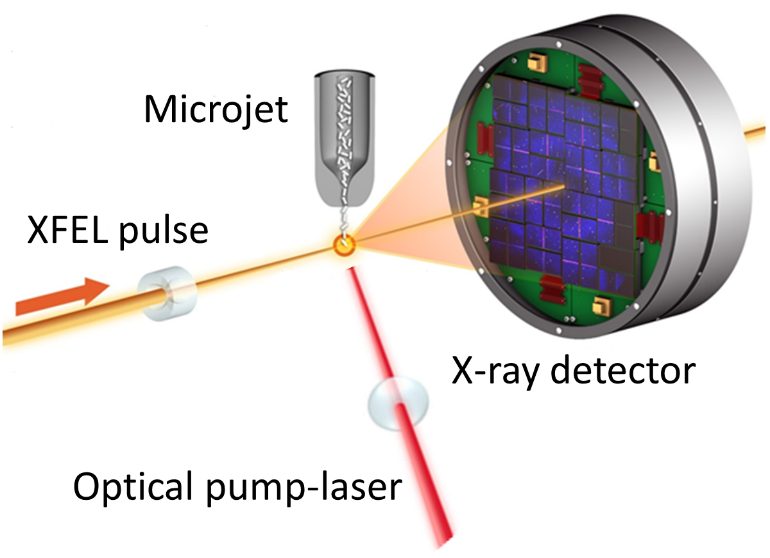 Microjet
XFEL pulse
X-ray detector
Optical pump-laser